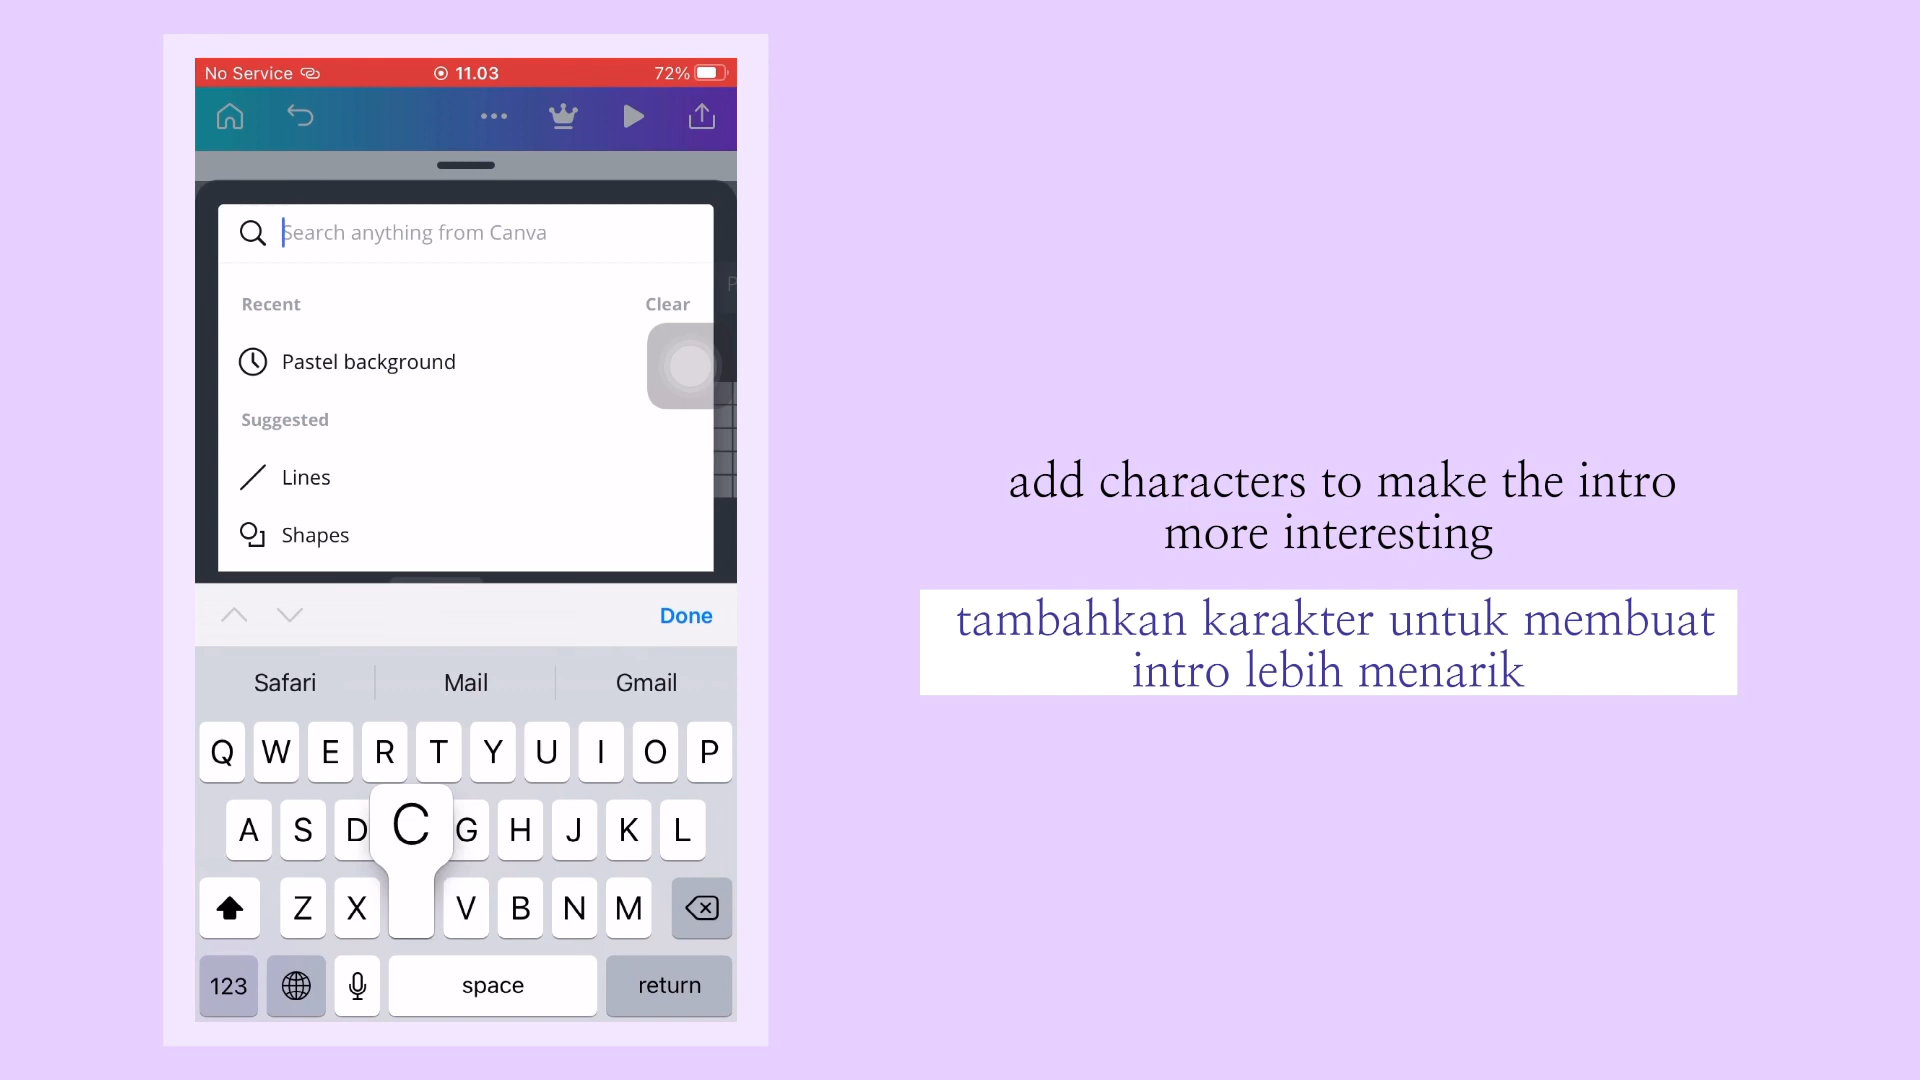 No Service 11.03 72%
Search anything from Canva
Recent Clear
Pastel background
Suggested
Lines
Shapes
Done
Safari Mail Gmail
Q W E R T Y U I O P
A S D C G H J K L
Z X V B N M
123 space return
add characters to make the intro
more interesting
tambahkan karakter untuk membuat
intro lebih menarik